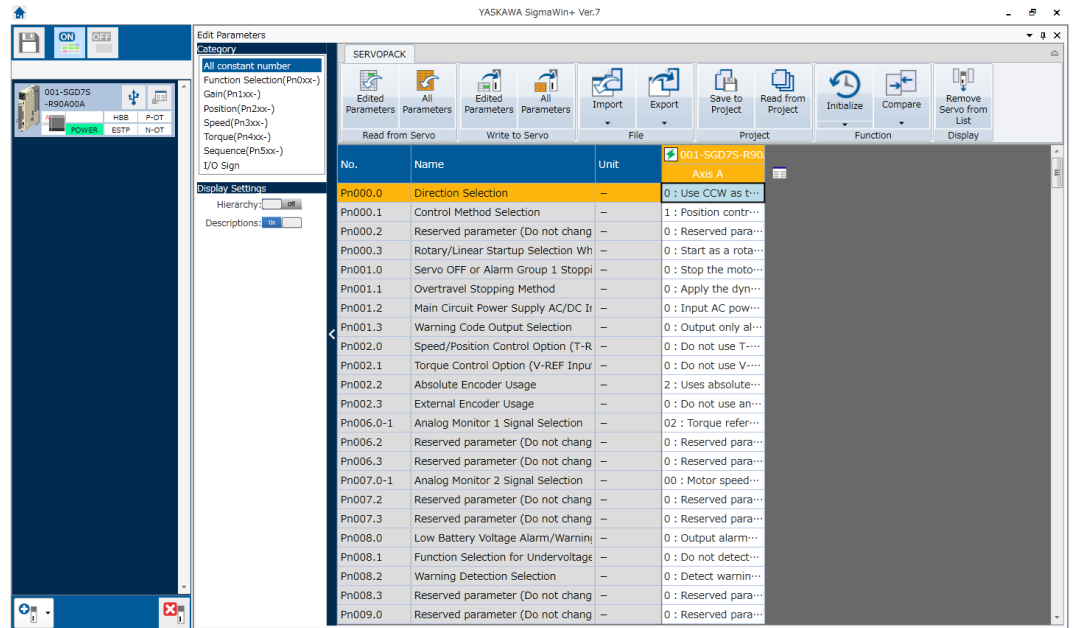 YASKAWA SigmaWin+ Ver.7
ON
OFF
001-SGD7S
-R90A00A
HBB
P-OT
POWER
ESTP
N-OT
Edit Parameters
Category
All constant number
Function Selection(Pn0xx-)
Gain(Pn1xx-)
Position(Pn2xx-)
Speed(Pn3xx-)
Torque(Pn4xx-)
Sequence(Pn5xx-)
I/O Sign
Display Settings
Hierarchy: off
Descriptions: On
SERVOPACK
Edited Parameters
All Parameters
Read from Servo
Edited Parameters
All Parameters
Write to Servo
Import
Export
File
Save to Project
Read from Project
Project
Initialize
Compare
Function
Remove Servo from List
Display
No. Name Unit 001-SGD7S-R90A
Axis A
Pn000.0 Direction Selection − 0 : Use CCW as t···
Pn000.1 Control Method Selection − 1 : Position contr···
Pn000.2 Reserved parameter (Do not chang − 0 : Reserved para···
Pn000.3 Rotary/Linear Startup Selection Wh − 0 : Start as a rota···
Pn001.0 Servo OFF or Alarm Group 1 Stoppi − 0 : Stop the moto···
Pn001.1 Overtravel Stopping Method − 0 : Apply the dyn···
Pn001.2 Main Circuit Power Supply AC/DC In − 0 : Input AC pow···
Pn001.3 Warning Code Output Selection − 0 : Output only al···
Pn002.0 Speed/Position Control Option (T-R − 0 : Do not use T-···
Pn002.1 Torque Control Option (V-REF Input − 0 : Do not use V-···
Pn002.2 Absolute Encoder Usage − 2 : Uses absolute···
Pn002.3 External Encoder Usage − 0 : Do not use an···
Pn006.0-1 Analog Monitor 1 Signal Selection − 02 : Torque refer···
Pn006.2 Reserved parameter (Do not chang − 0 : Reserved para···
Pn006.3 Reserved parameter (Do not chang − 0 : Reserved para···
Pn007.0-1 Analog Monitor 2 Signal Selection − 00 : Motor speed···
Pn007.2 Reserved parameter (Do not chang − 0 : Reserved para···
Pn007.3 Reserved parameter (Do not chang − 0 : Reserved para···
Pn008.0 Low Battery Voltage Alarm/Warning − 0 : Output alarm···
Pn008.1 Function Selection for Undervoltage − 0 : Do not detect···
Pn008.2 Warning Detection Selection − 0 : Detect warnin···
Pn008.3 Reserved parameter (Do not chang − 0 : Reserved para···
Pn009.0 Reserved parameter (Do not chang − 0 : Reserved para···